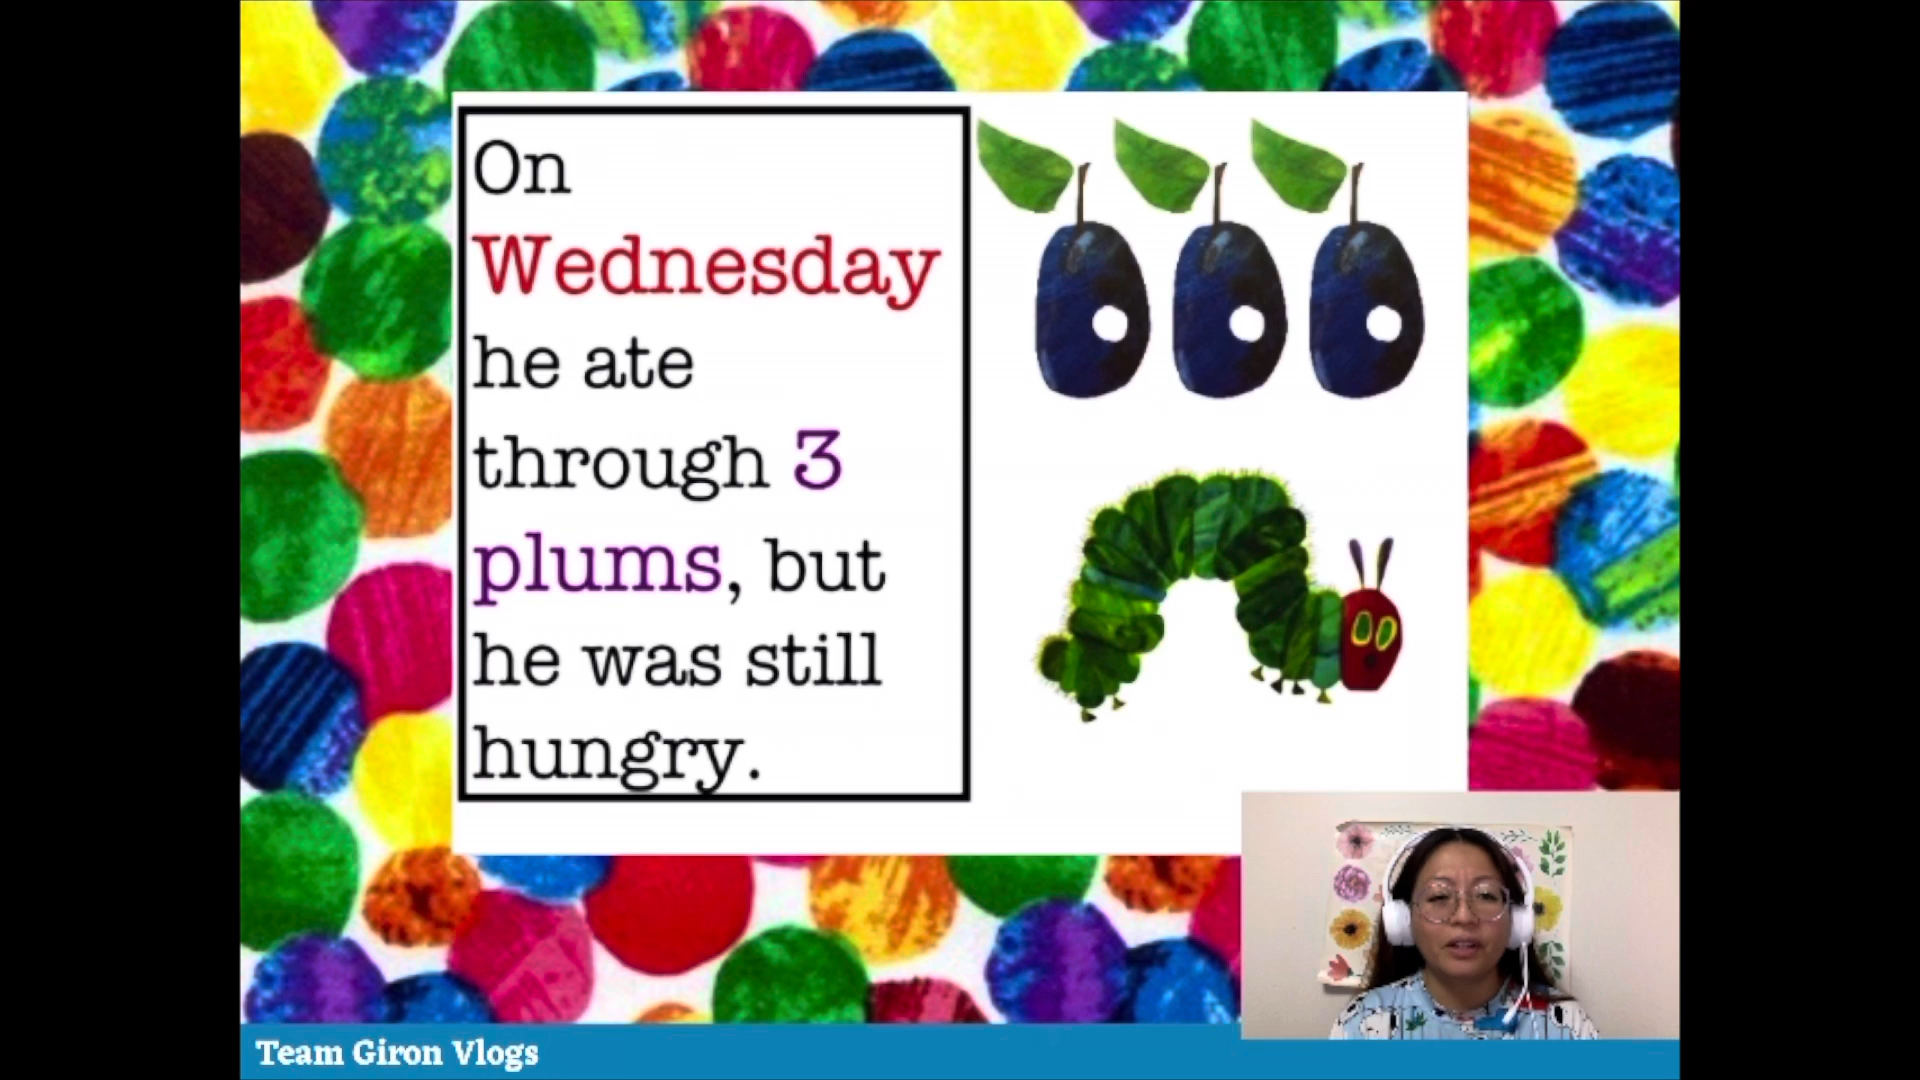 On
Wednesday
he ate
through 3
plums, but
he was still
hungry.
Team Giron Vlogs